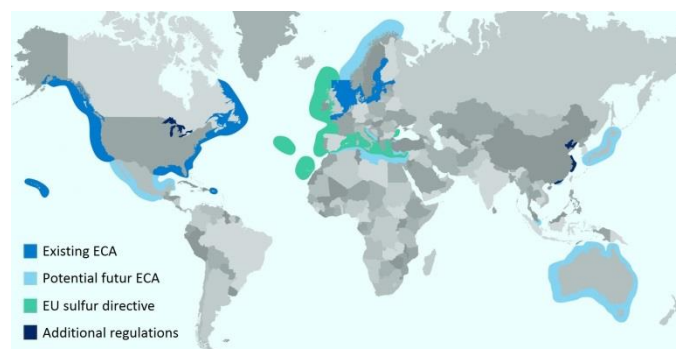 Existing ECA
Potential futur ECA
EU sulfur directive
Additional regulations